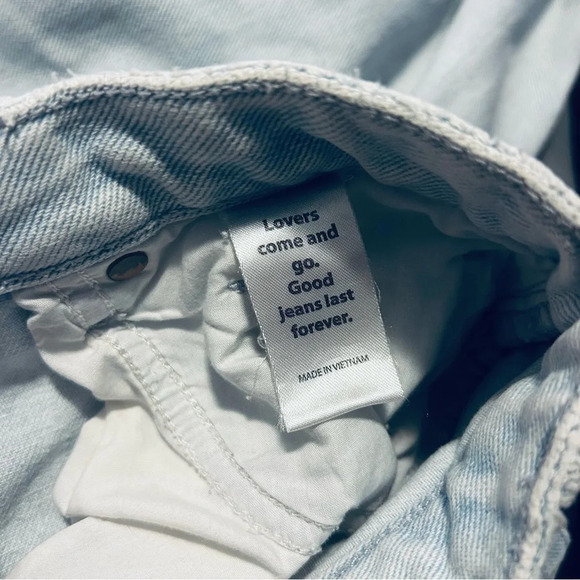 Lovers
come and
go.
Good
jeans last
forever.
MADE IN VIETNAM